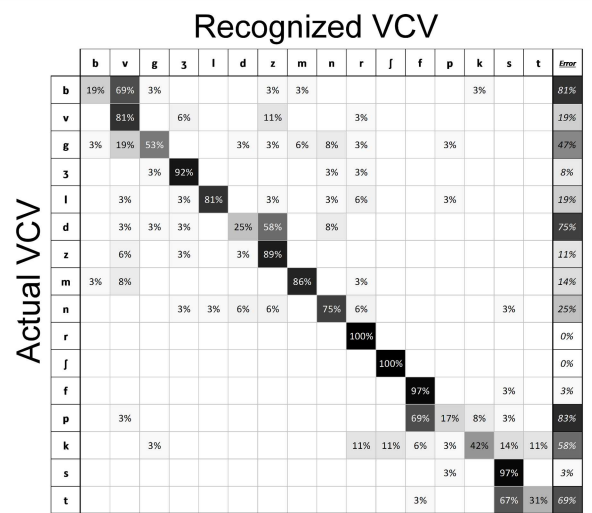 Recognized VCV
b v g ʒ l d z m n r ʃ f p k s t Error
Actual VCV
b 19% 69% 3% 3% 3% 3% 81%
v 81% 6% 11% 3% 19%
g 3% 19% 53% 3% 3% 6% 8% 3% 3% 47%
ʒ 3% 92% 3% 3% 8%
l 3% 3% 81% 3% 3% 6% 3% 19%
d 3% 3% 3% 25% 58% 8% 75%
z 6% 3% 3% 89% 11%
m 3% 8% 86% 3% 14%
n 3% 3% 6% 6% 75% 6% 3% 25%
r 100% 0%
ʃ 100% 0%
f 97% 3% 3%
p 3% 69% 17% 8% 3% 83%
k 3% 11% 11% 6% 3% 42% 14% 11% 58%
s 3% 97% 3%
t 3% 67% 31% 69%